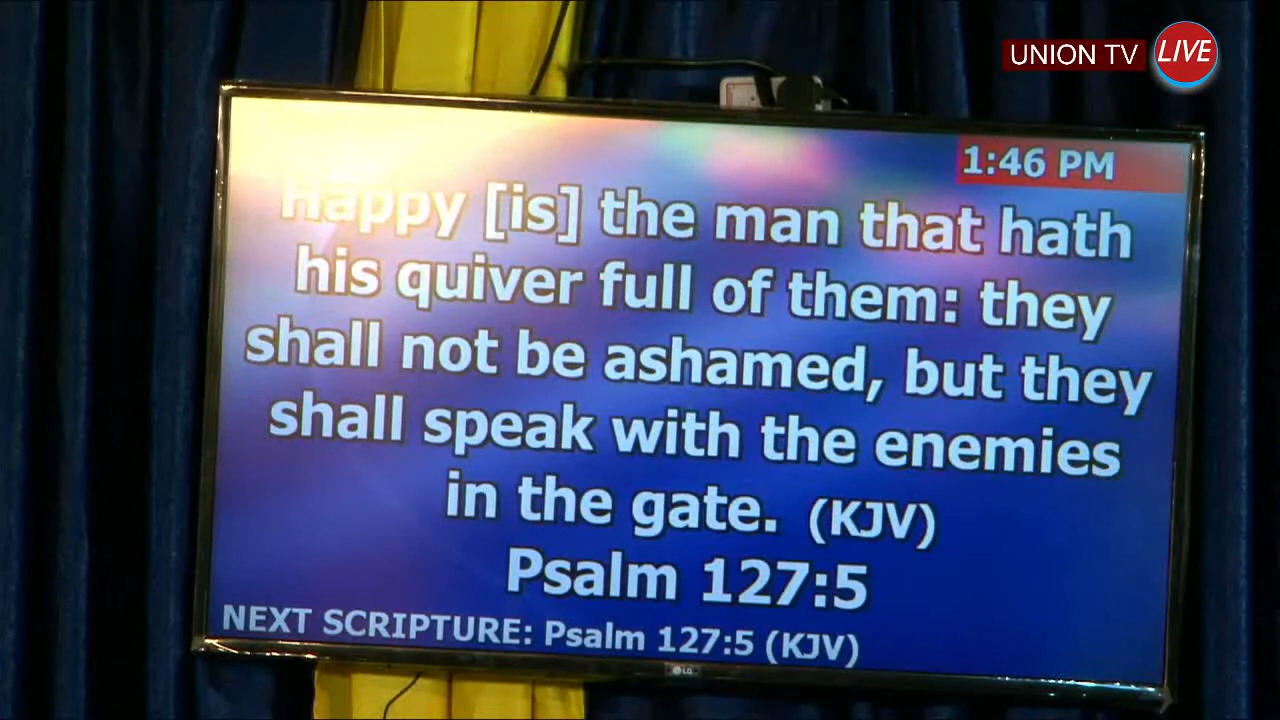 UNION TV LIVE
1:46 PM
Happy [is] the man that hath
his quiver full of them: they
shall not be ashamed, but they
shall speak with the enemies
in the gate. (KJV)
Psalm 127:5
NEXT SCRIPTURE: Psalm 127:5 (KJV)
LG